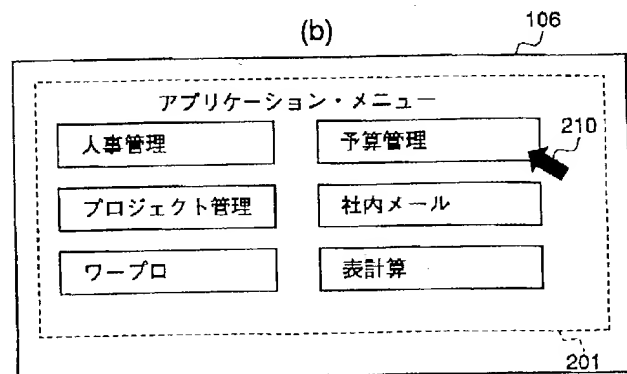 (b)
106
アプリケーション・メニュー
人事管理
予算管理
210
プロジェクト管理
社内メール
ワープロ
表計算
201